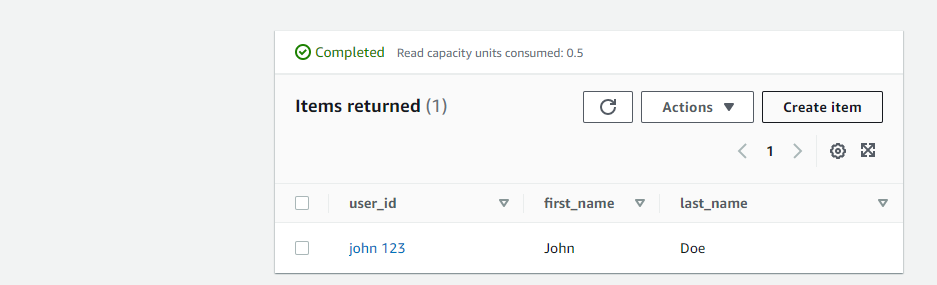 Completed Read capacity units consumed: 0.5
Items returned (1) Actions Create item
1
user_id first_name last_name
john 123 John Doe